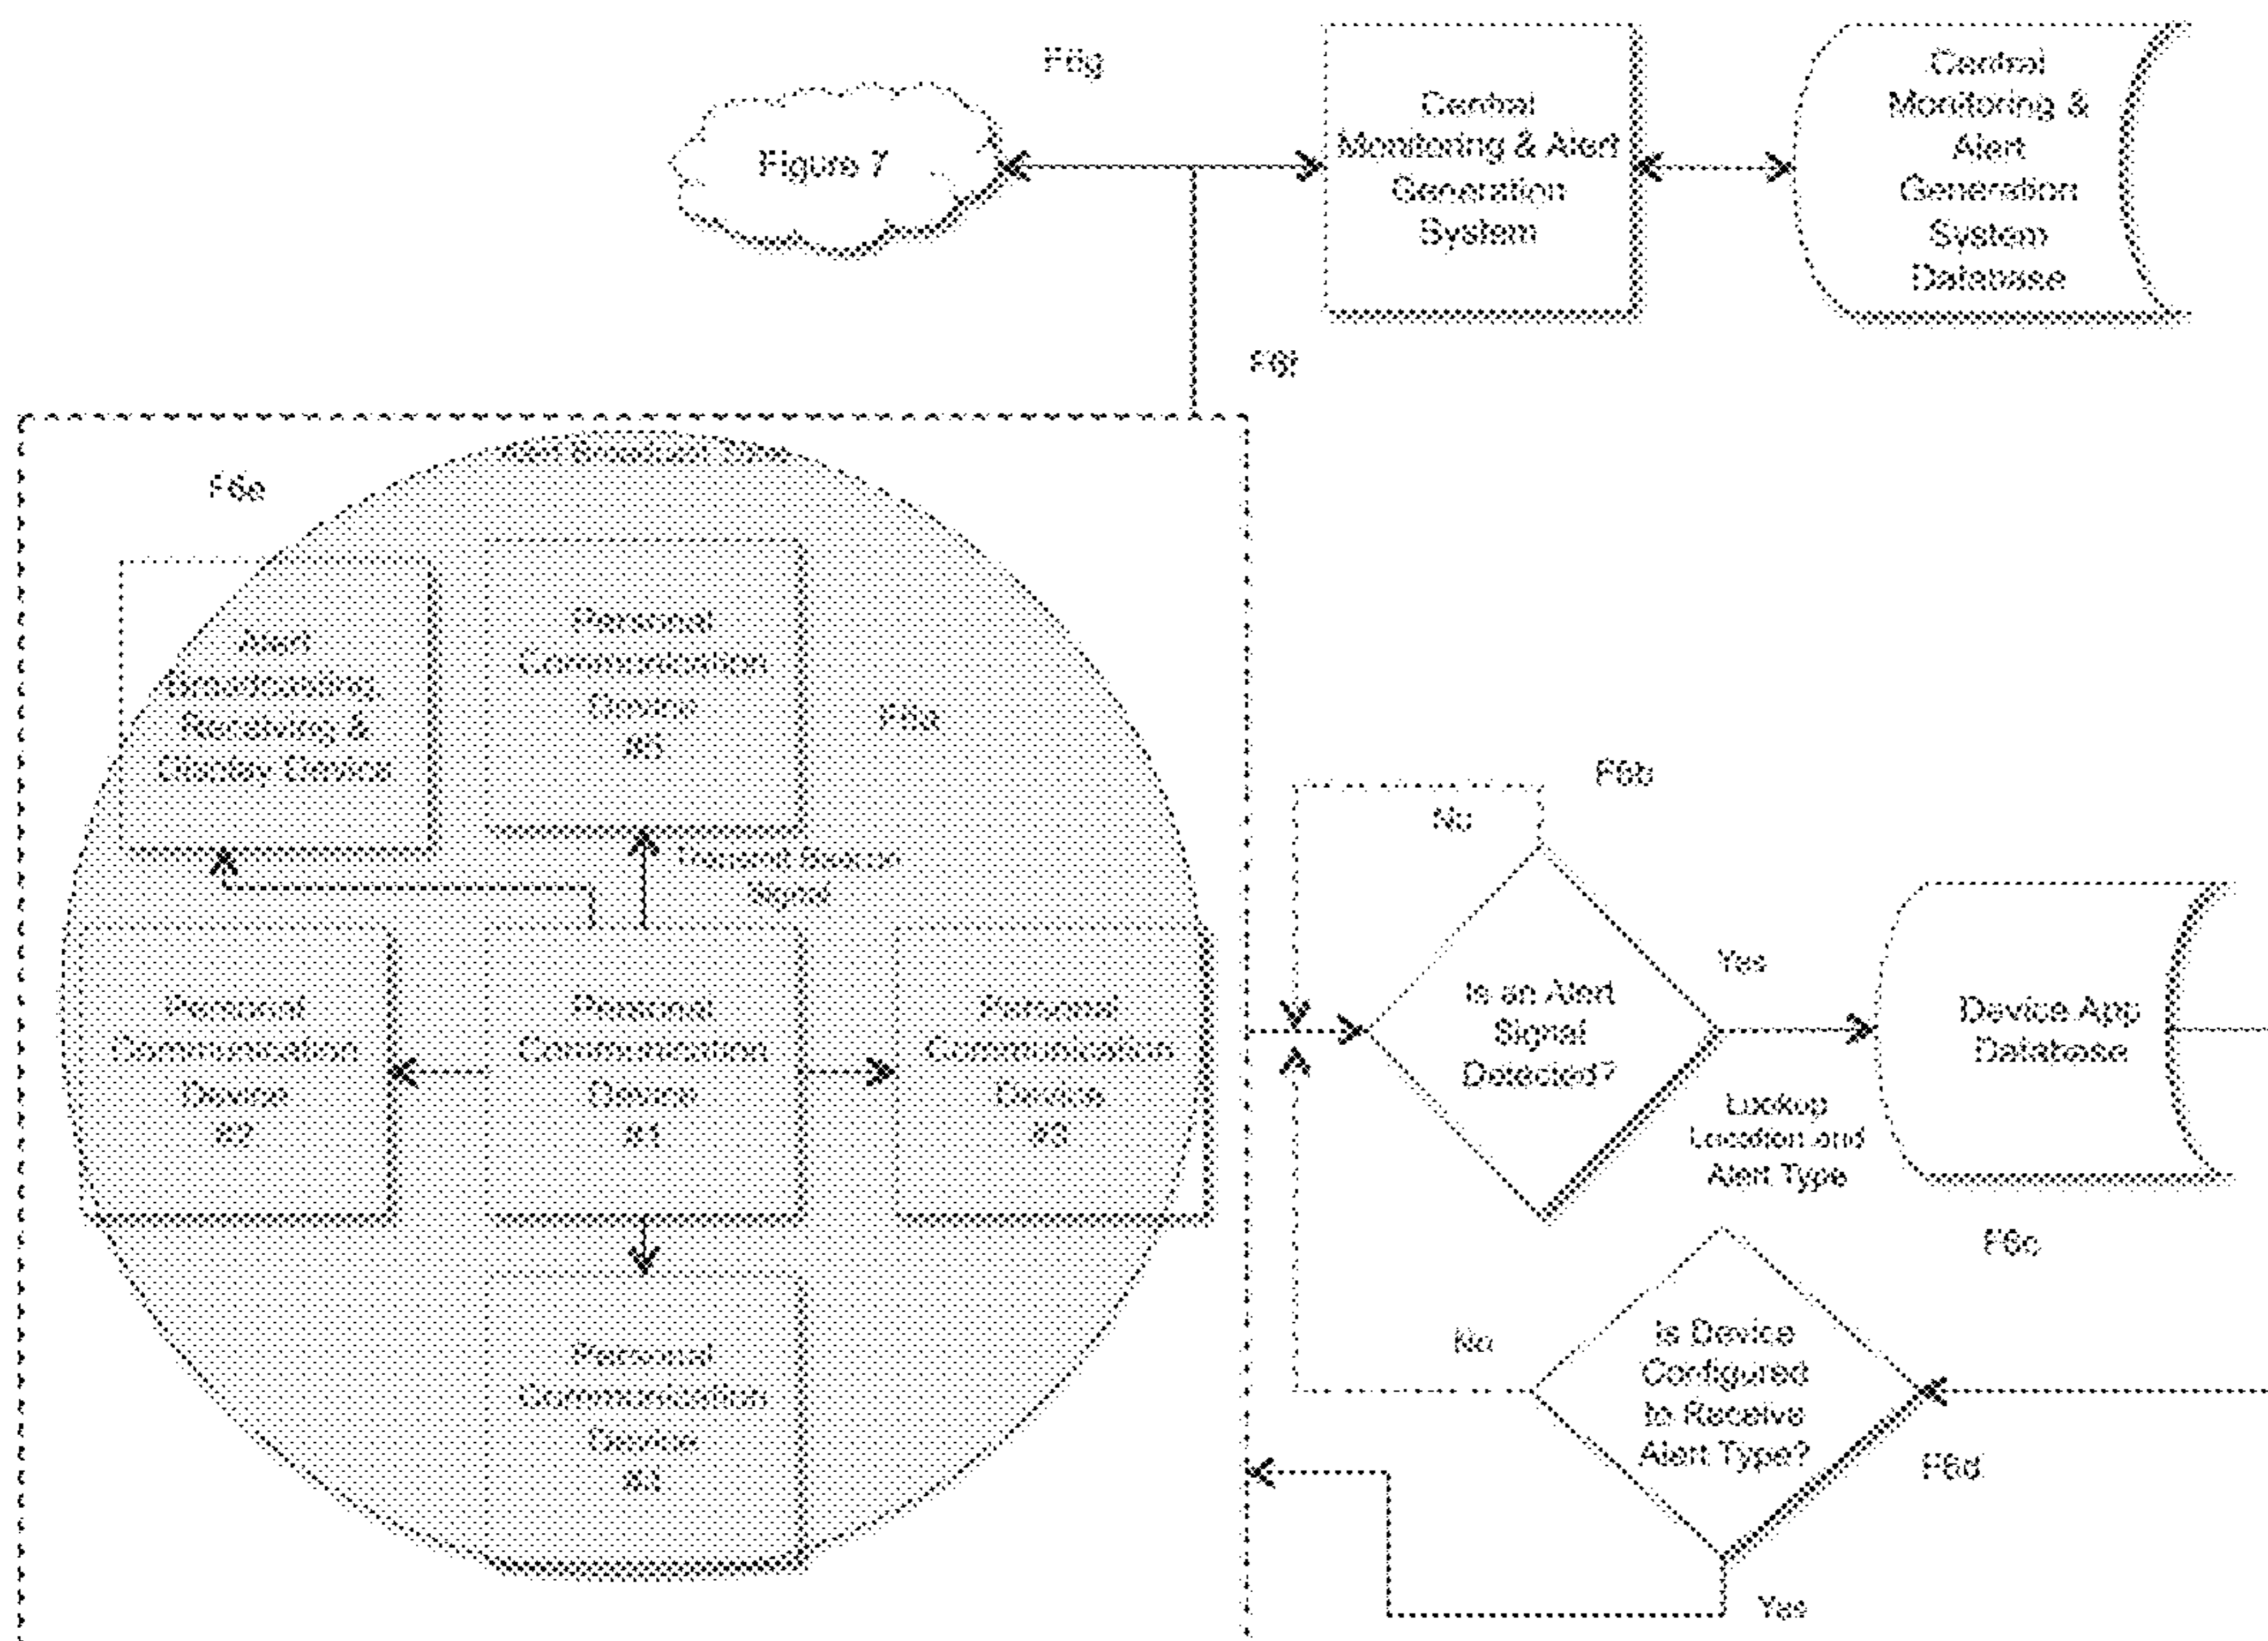 F6g
Figure 7
Central
Monitoring & Alert
Generation
System
Central
Monitoring &
Alert
Generation
System
Database
F6f
F6e
Alert
Broadcasting,
Receiving &
Display Device
Personal
Communication
Device
Transmit Beacon
Signal
Personal
Communication
Device
#2
Personal
Communication
Device
#1
Personal
Communication
Device
#3
Personal
Communication
Device
F6b
No
Is an Alert
Signal
Detected?
Yes
Lookup
Location and
Alert Type
Device App
Database
F6c
No
Is Device
Configured
to Receive
Alert Type?
F6d
Yes